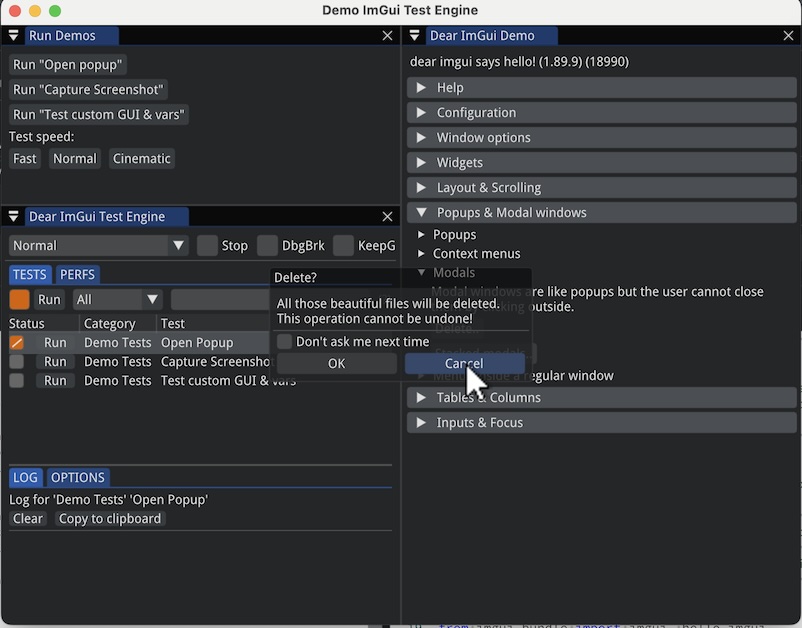 Demo ImGui Test Engine
Run Demos
Run "Open popup"
Run "Capture Screenshot"
Run "Test custom GUI & vars"
Test speed:
Fast Normal Cinematic
Dear ImGui Test Engine
Normal Stop DbgBrk KeepG
TESTS PERFS
Run All
Status Category Test
Run Demo Tests Open Popup
Run Demo Tests Capture Screenshot
Run Demo Tests Test custom GUI & vars
LOG OPTIONS
Log for 'Demo Tests' 'Open Popup'
Clear Copy to clipboard
Dear ImGui Demo
dear imgui says hello! (1.89.9) (18990)
Help
Configuration
Window options
Widgets
Layout & Scrolling
Popups & Modal windows
Popups
Context menus
Modals
Modal windows are like popups but the user cannot close
outside.
Delete..
regular window
Tables & Columns
Inputs & Focus
Delete?
All those beautiful files will be deleted.
This operation cannot be undone!
Don't ask me next time
OK Cancel